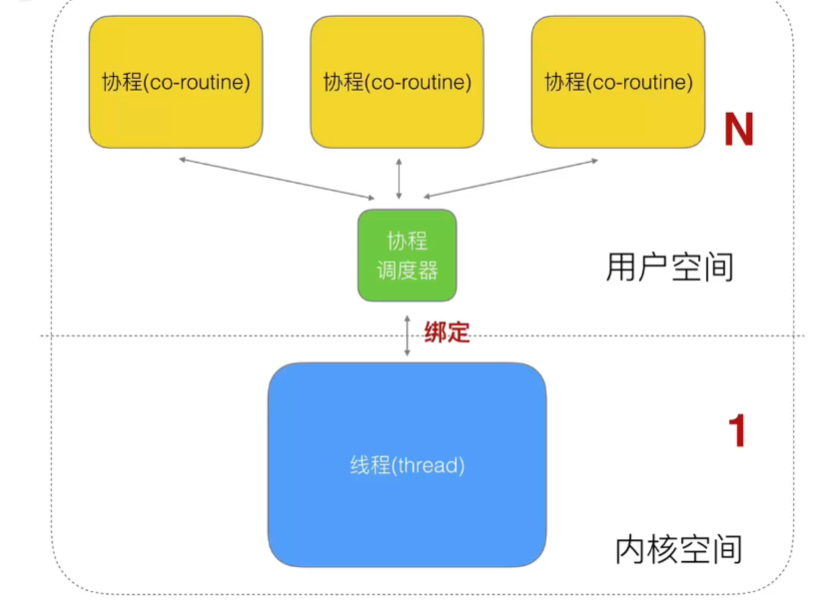 协程(co-routine)
协程(co-routine)
协程(co-routine)
N
协程
调度器
用户空间
绑定
1
线程(thread)
内核空间